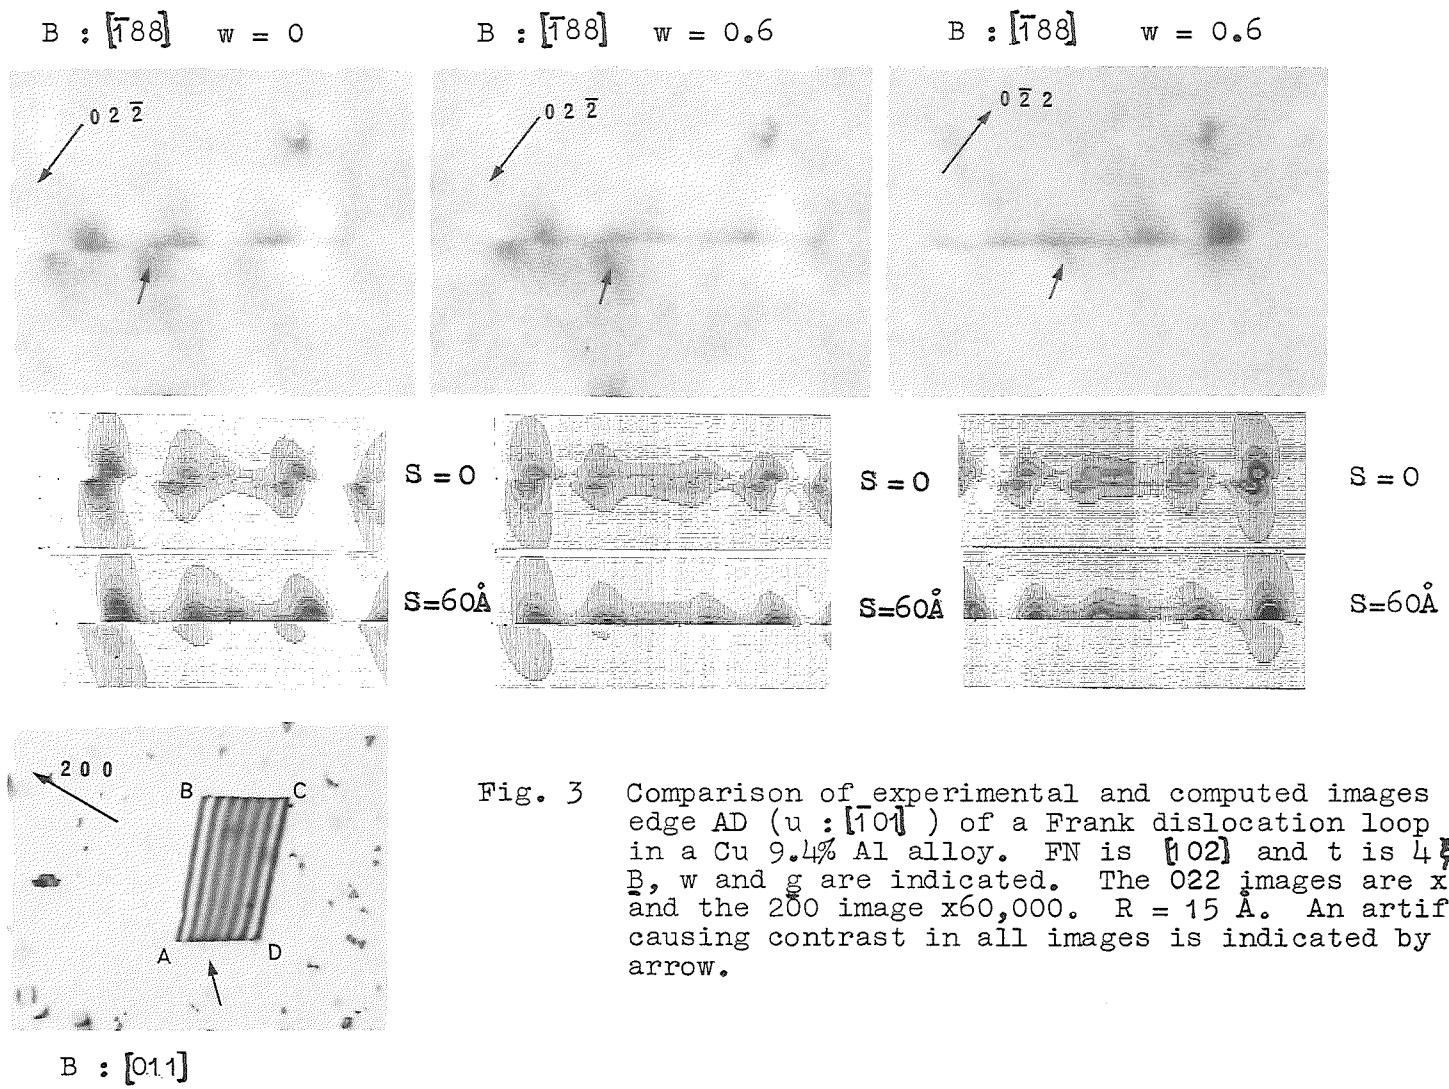 B : [1̄88] w = 0
B : [1̄88] w = 0.6
B : [1̄88] w = 0.6
0 2 2̄
0 2 2̄
0 2̄ 2
S = 0
S = 0
S = 0
S=60Å
S=60Å
S=60Å
2 0 0
B
C
A
D
B : [011]
Fig. 3 Comparison of experimental and computed images
edge AD (u : [1̄01] ) of a Frank dislocation loop
in a Cu 9.4% Al alloy. FN is [102] and t is 4
B, w and g are indicated. The 022 images are x
and the 200 image x60,000. R = 15 Å. An artif
causing contrast in all images is indicated by
arrow.